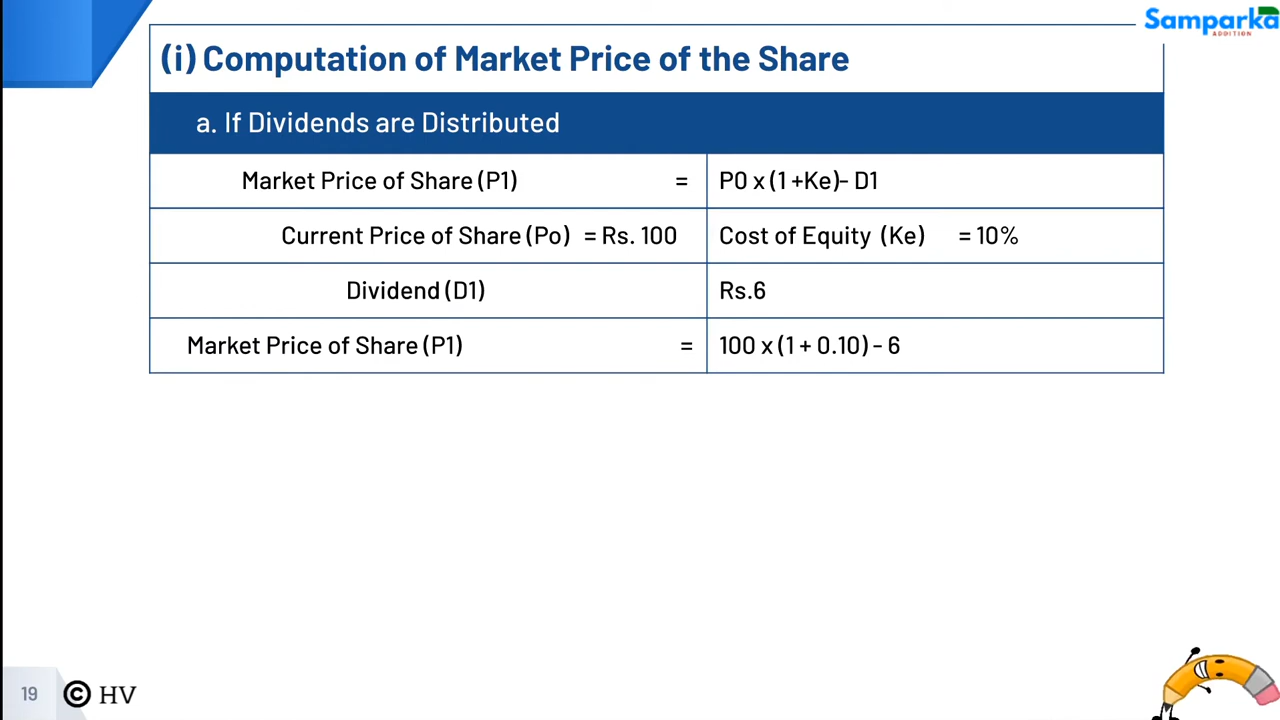 Samparka
ADDITION
(i) Computation of Market Price of the Share
a. If Dividends are Distributed
Market Price of Share (P1) = P0 x (1 +Ke)- D1
Current Price of Share (Po) = Rs. 100 Cost of Equity (Ke) = 10%
Dividend (D1) Rs.6
Market Price of Share (P1) = 100 x (1 + 0.10) - 6
19 © HV